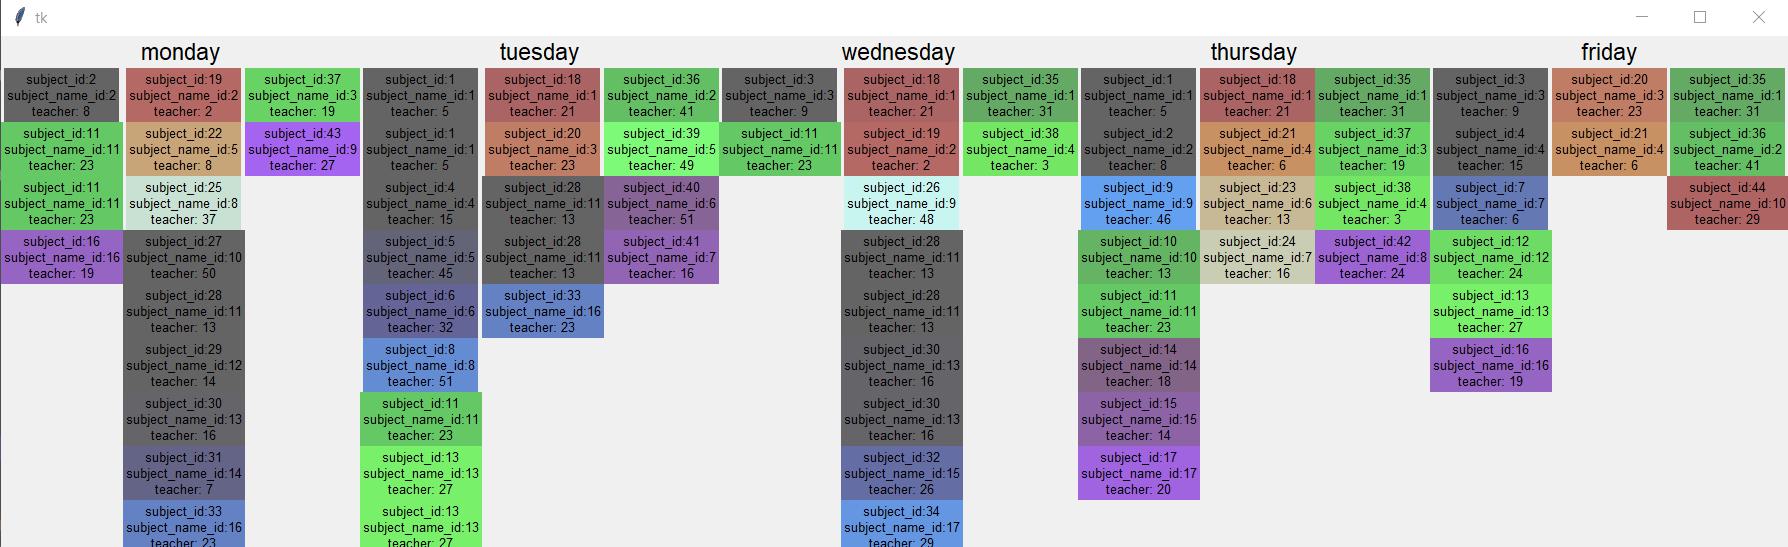 tk
monday tuesday wednesday thursday friday
subject_id:2 subject_id:19 subject_id:37 subject_id:1 subject_id:18 subject_id:36 subject_id:3 subject_id:18 subject_id:35 subject_id:1 subject_id:18 subject_id:35 subject_id:3 subject_id:20 subject_id:35
subject_name_id:2 subject_name_id:2 subject_name_id:3 subject_name_id:1 subject_name_id:1 subject_name_id:2 subject_name_id:3 subject_name_id:1 subject_name_id:1 subject_name_id:1 subject_name_id:1 subject_name_id:1 subject_name_id:3 subject_name_id:3 subject_name_id:1
teacher: 8 teacher: 2 teacher: 19 teacher: 5 teacher: 21 teacher: 41 teacher: 9 teacher: 21 teacher: 31 teacher: 5 teacher: 21 teacher: 31 teacher: 9 teacher: 23 teacher: 31
subject_id:11 subject_id:22 subject_id:43 subject_id:1 subject_id:20 subject_id:39 subject_id:11 subject_id:19 subject_id:38 subject_id:2 subject_id:21 subject_id:37 subject_id:4 subject_id:21 subject_id:36
subject_name_id:11 subject_name_id:5 subject_name_id:9 subject_name_id:1 subject_name_id:3 subject_name_id:5 subject_name_id:11 subject_name_id:2 subject_name_id:4 subject_name_id:2 subject_name_id:4 subject_name_id:3 subject_name_id:4 subject_name_id:4 subject_name_id:2
teacher: 23 teacher: 8 teacher: 27 teacher: 5 teacher: 23 teacher: 49 teacher: 23 teacher: 2 teacher: 3 teacher: 8 teacher: 6 teacher: 19 teacher: 15 teacher: 6 teacher: 41
subject_id:11 subject_id:25 subject_id:4 subject_id:28 subject_id:40 subject_id:26 subject_id:9 subject_id:23 subject_id:38 subject_id:7 subject_id:44
subject_name_id:11 subject_name_id:8 subject_name_id:4 subject_name_id:11 subject_name_id:6 subject_name_id:9 subject_name_id:9 subject_name_id:6 subject_name_id:4 subject_name_id:7 subject_name_id:10
teacher: 23 teacher: 37 teacher: 15 teacher: 13 teacher: 51 teacher: 48 teacher: 46 teacher: 13 teacher: 3 teacher: 6 teacher: 29
subject_id:16 subject_id:27 subject_id:5 subject_id:28 subject_id:41 subject_id:28 subject_id:10 subject_id:24 subject_id:42 subject_id:12
subject_name_id:16 subject_name_id:10 subject_name_id:5 subject_name_id:11 subject_name_id:7 subject_name_id:11 subject_name_id:10 subject_name_id:7 subject_name_id:8 subject_name_id:12
teacher: 19 teacher: 50 teacher: 45 teacher: 13 teacher: 16 teacher: 13 teacher: 13 teacher: 16 teacher: 24 teacher: 24
subject_id:28 subject_id:6 subject_id:33 subject_id:28 subject_id:11 subject_id:13
subject_name_id:11 subject_name_id:6 subject_name_id:16 subject_name_id:11 subject_name_id:11 subject_name_id:13
teacher: 13 teacher: 32 teacher: 23 teacher: 13 teacher: 23 teacher: 27
subject_id:29 subject_id:8 subject_id:30 subject_id:14 subject_id:16
subject_name_id:12 subject_name_id:8 subject_name_id:13 subject_name_id:14 subject_name_id:16
teacher: 14 teacher: 51 teacher: 16 teacher: 18 teacher: 19
subject_id:30 subject_id:11 subject_id:30 subject_id:15
subject_name_id:13 subject_name_id:11 subject_name_id:13 subject_name_id:15
teacher: 16 teacher: 23 teacher: 16 teacher: 14
subject_id:31 subject_id:13 subject_id:32 subject_id:17
subject_name_id:14 subject_name_id:13 subject_name_id:15 subject_name_id:17
teacher: 7 teacher: 27 teacher: 26 teacher: 20
subject_id:33 subject_id:13 subject_id:34
subject_name_id:16 subject_name_id:13 subject_name_id:17
teacher: 23 teacher: 27 teacher: 29